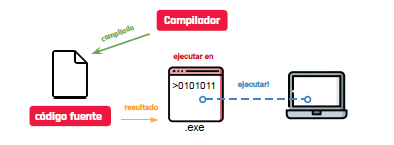 Compilador
compilado
ejecutar en
>0101011
ejecutar!
código fuente
resultado
.exe